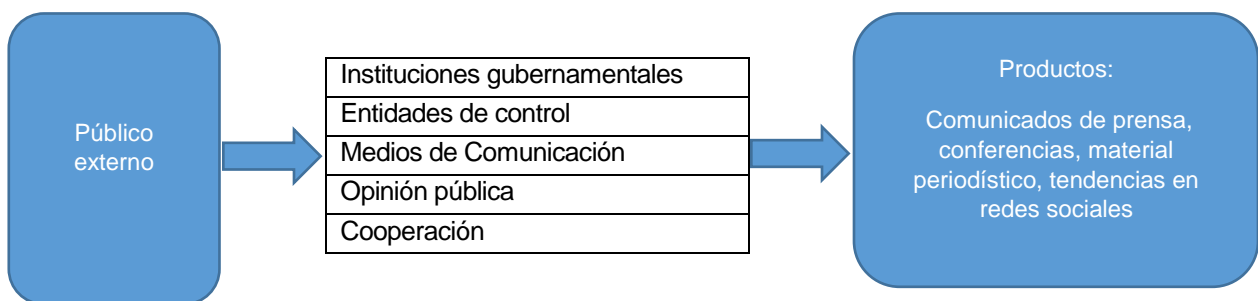 Público
externo
Instituciones gubernamentales
Entidades de control
Medios de Comunicación
Opinión pública
Cooperación
Productos:
Comunicados de prensa,
conferencias, material
periodístico, tendencias en
redes sociales